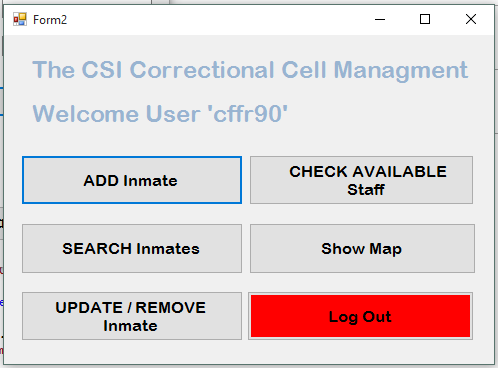 Form2
The CSI Correctional Cell Managment
Welcome User 'cffr90'
ADD Inmate
CHECK AVAILABLE
Staff
SEARCH Inmates
Show Map
UPDATE / REMOVE
Inmate
Log Out